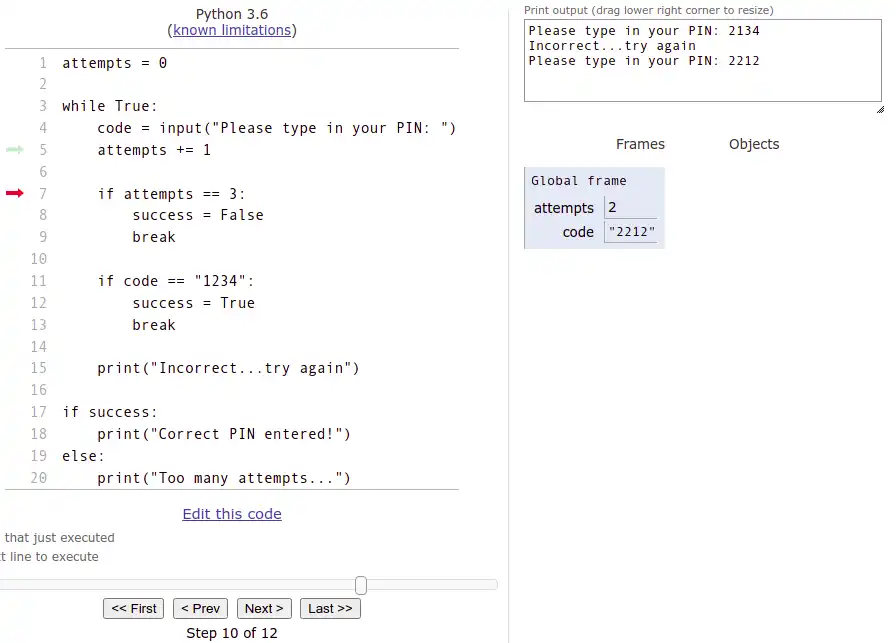 Python 3.6
(known limitations)
1 attempts = 0
2
3 while True:
4     code = input("Please type in your PIN: ")
5     attempts += 1
6
7     if attempts == 3:
8         success = False
9         break
10
11     if code == "1234":
12         success = True
13         break
14
15     print("Incorrect...try again")
16
17 if success:
18     print("Correct PIN entered!")
19 else:
20     print("Too many attempts...")
Edit this code
that just executed
t line to execute
<< First < Prev Next > Last >>
Step 10 of 12
Print output (drag lower right corner to resize)
Please type in your PIN: 2134
Incorrect...try again
Please type in your PIN: 2212
Frames Objects
Global frame
attempts 2
code "2212"